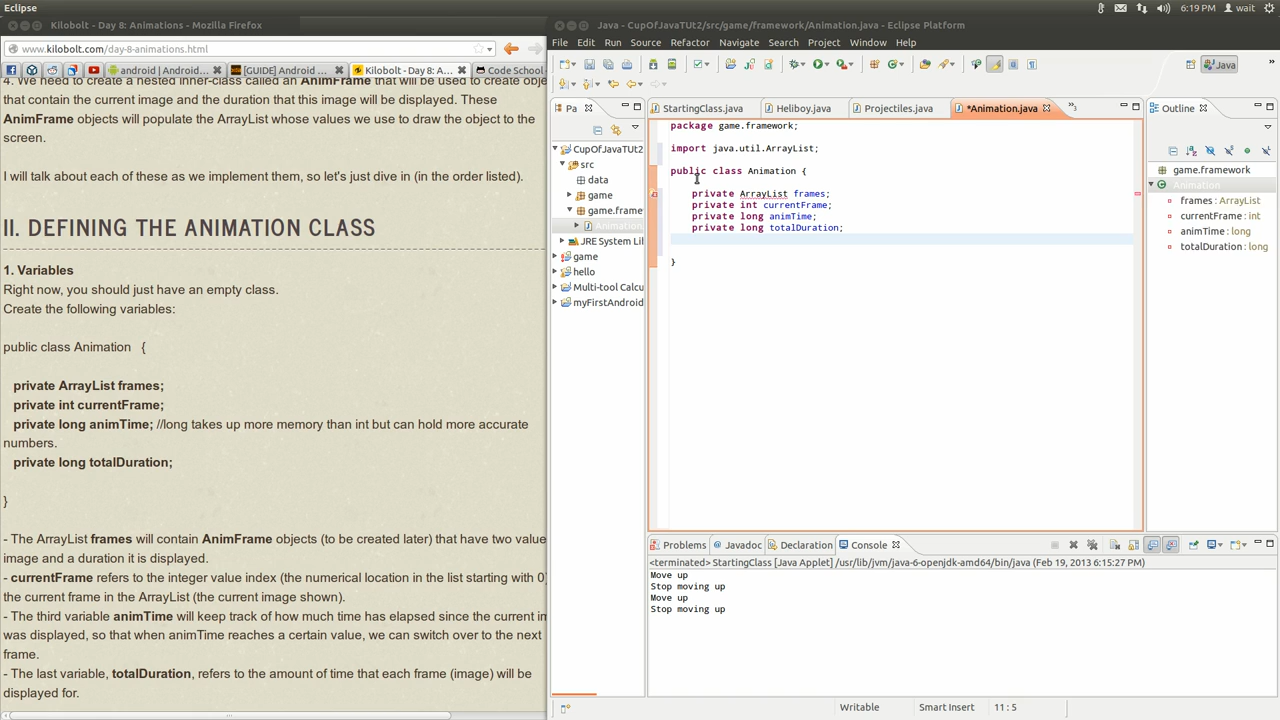 Eclipse
6:19 PM
wait
Kilobolt - Day 8: Animations - Mozilla Firefox
www.kilobolt.com/day-8-animations.html
android | Android...
[GUIDE] Android ...
Kilobolt - Day 8: A...
Code School
4. We need to create a nested inner-class called an AnimFrame that will be used to create obje
that contain the current image and the duration that this image will be displayed. These
AnimFrame objects will populate the ArrayList whose values we use to draw the object to the
screen.
I will talk about each of these as we implement them, so let's just dive in (in the order listed).
II. DEFINING THE ANIMATION CLASS
1. Variables
Right now, you should just have an empty class.
Create the following variables:
public class Animation {
private ArrayList frames;
private int currentFrame;
private long animTime; //long takes up more memory than int but can hold more accurate
numbers.
private long totalDuration;
}
- The ArrayList frames will contain AnimFrame objects (to be created later) that have two value
image and a duration it is displayed.
- currentFrame refers to the integer value index (the numerical location in the list starting with 0)
the current frame in the ArrayList (the current image shown).
- The third variable animTime will keep track of how much time has elapsed since the current im
was displayed, so that when animTime reaches a certain value, we can switch over to the next
frame.
- The last variable, totalDuration, refers to the amount of time that each frame (image) will be
displayed for.
Java - CupOfJavaTUt2/src/game/framework/Animation.java - Eclipse Platform
File Edit Run Source Refactor Navigate Search Project Window Help
Java
Pa
CupOfJavaTUt2
src
data
game
game.frame
Animation
JRE System Lil
game
hello
Multi-tool Calcu
myFirstAndroid
StartingClass.java
Heliboy.java
Projectiles.java
*Animation.java
package game.framework;
import java.util.ArrayList;
public class Animation {
private ArrayList frames;
private int currentFrame;
private long animTime;
private long totalDuration;
}
Outline
game.framework
Animation
frames : ArrayList
currentFrame : int
animTime : long
totalDuration : long
Problems
Javadoc
Declaration
Console
<terminated> StartingClass [Java Applet] /usr/lib/jvm/java-6-openjdk-amd64/bin/java (Feb 19, 2013 6:15:27 PM)
Move up
Stop moving up
Move up
Stop moving up
Writable
Smart Insert
11 : 5